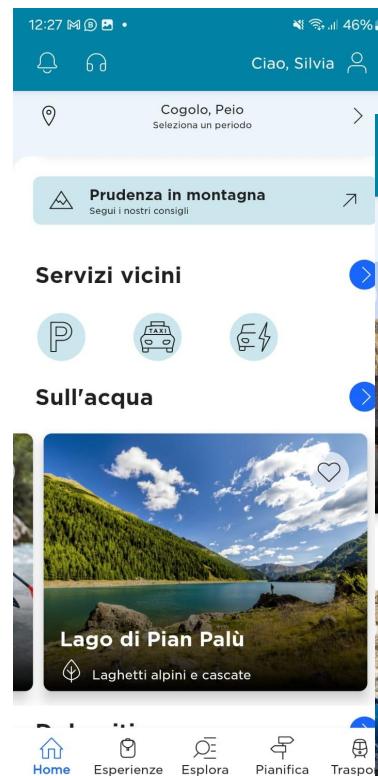 12:27
46%
Ciao, Silvia
Cogolo, Peio
Seleziona un periodo
Prudenza in montagna
Segui i nostri consigli
Servizi vicini
P
TAXI
Sull'acqua
Lago di Pian Palù
Laghetti alpini e cascate
Home Esperienze Esplora Pianifica Traspo